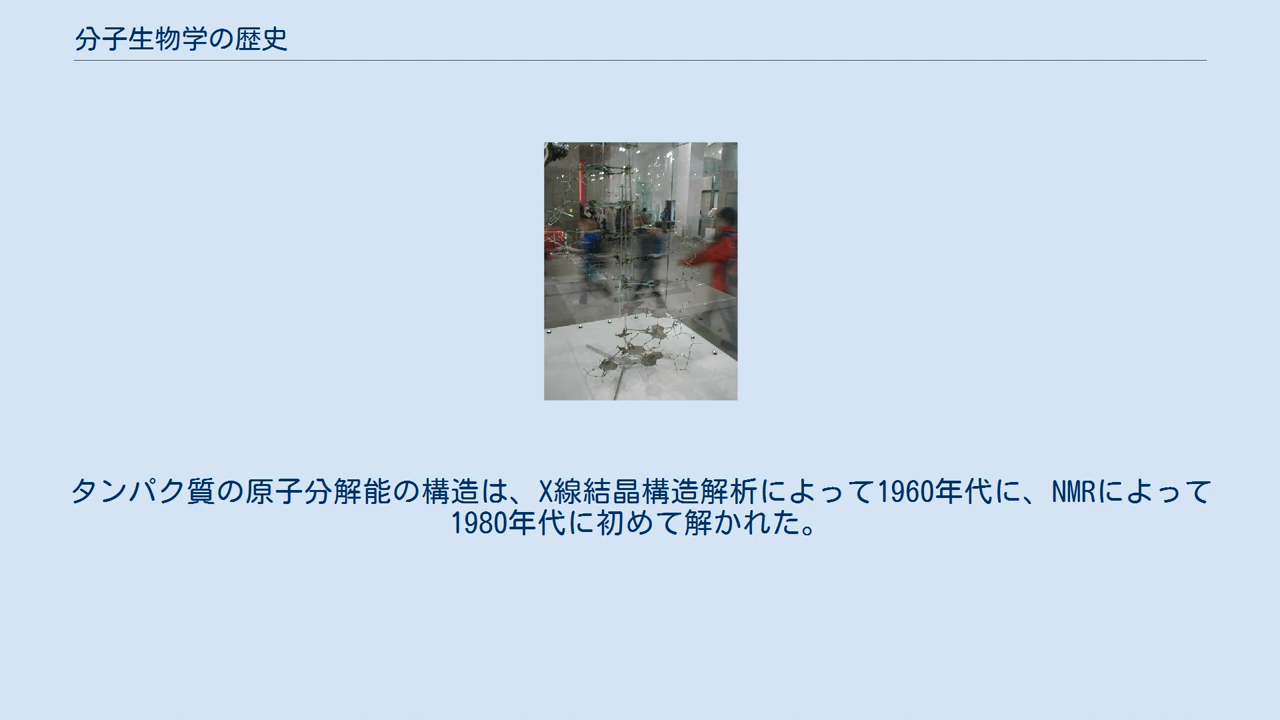 分子生物学の歴史
タンパク質の原子分解能の構造は、X線結晶構造解析によって1960年代に、NMRによって
1980年代に初めて解かれた。